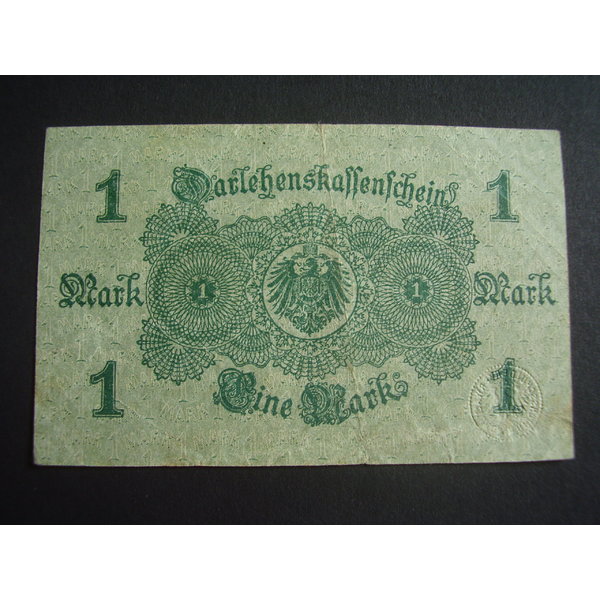 Darlehenskassenschein
1 1
Mark 1 1 Mark
Eine Mark
1 1